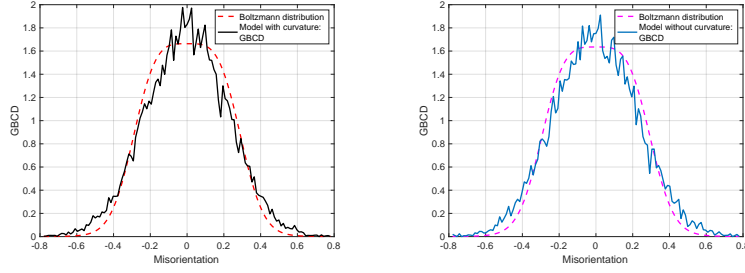 2
1.8
1.6
1.4
1.2
1
0.8
0.6
0.4
0.2
0
GBCD
-0.8 -0.6 -0.4 -0.2 0 0.2 0.4 0.6 0.8
Misorientation
Boltzmann distribution
Model with curvature:
GBCD
2
1.8
1.6
1.4
1.2
1
0.8
0.6
0.4
0.2
0
GBCD
-0.8 -0.6 -0.4 -0.2 0 0.2 0.4 0.6 0.8
Misorientation
Boltzmann distribution
Model without curvature:
GBCD